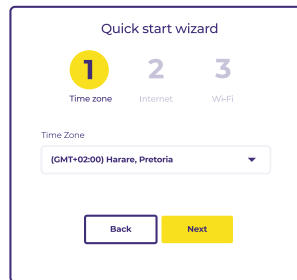 Quick start wizard
1 2 3
Time zone Internet Wi-Fi
Time Zone
(GMT+02:00) Harare, Pretoria
Back Next